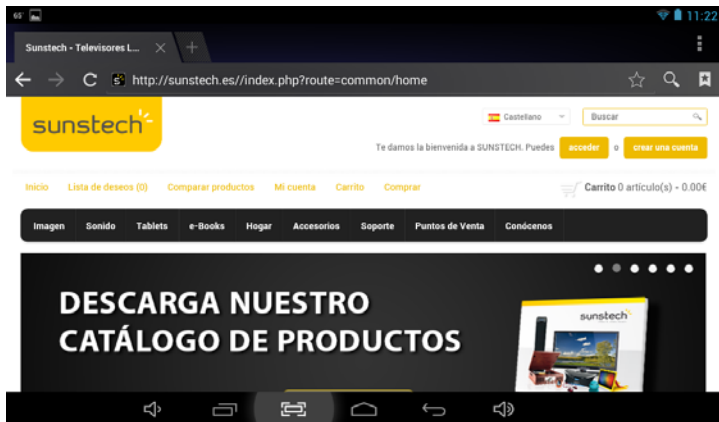 65° 11:22
Sunstech - Televisores L...
http://sunstech.es//index.php?route=common/home
sunstech
Castellano Buscar
Te damos la bienvenida a SUNSTECH. Puedes acceder o crear una cuenta
Inicio Lista de deseos (0) Comparar productos Mi cuenta Carrito Comprar Carrito 0 artículo(s) - 0.00€
Imagen Sonido Tablets e-Books Hogar Accesorios Soporte Puntos de Venta Conócenos
DESCARGA NUESTRO
CATÁLOGO DE PRODUCTOS
sunstech